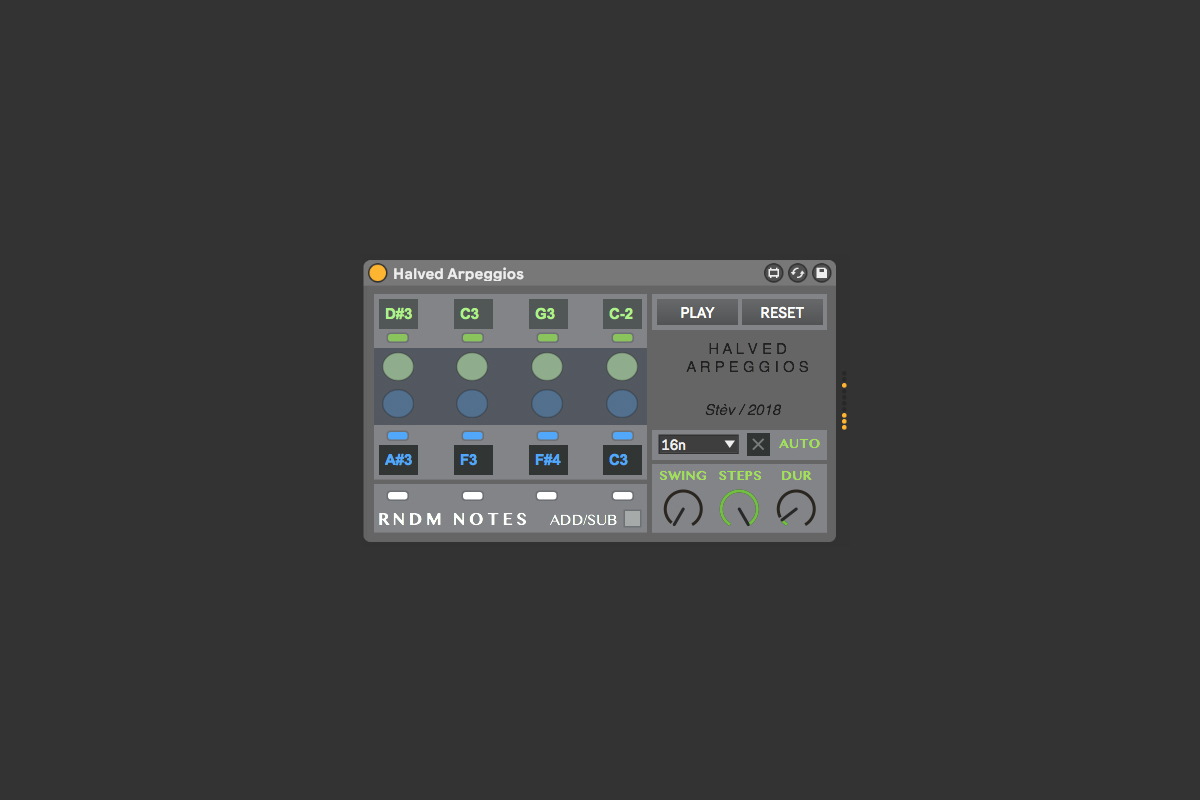 Halved Arpeggios
D#3 C3 G3 C-2
PLAY RESET
HALVED
ARPEGGIOS
Stèv / 2018
16n AUTO
A#3 F3 F#4 C3
SWING STEPS DUR
RNDM NOTES ADD/SUB